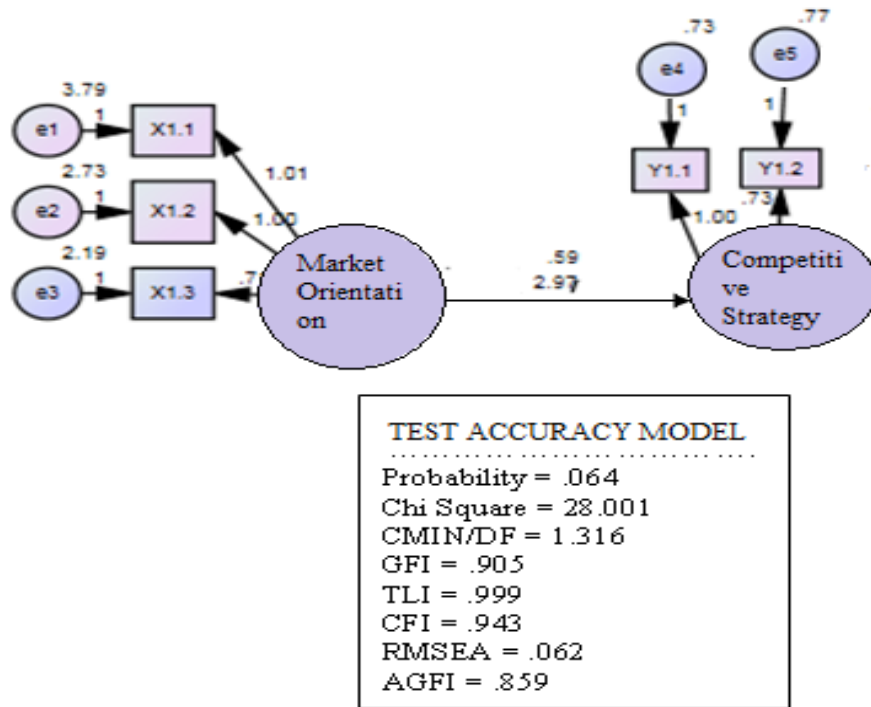 .73
.77
e4
e5
3.79
1
e1
X1.1
1
1
1.01
Y1.1
Y1.2
2.73
1
e2
X1.2
1.00
.73
1.00
2.19
1
e3
X1.3
Market
Orientati
on
.59
2.97
Competiti
ve
Strategy
TEST ACCURACY MODEL
Probability = .064
Chi Square = 28.001
CMIN/DF = 1.316
GFI = .905
TLI = .999
CFI = .943
RMSEA = .062
AGFI = .859